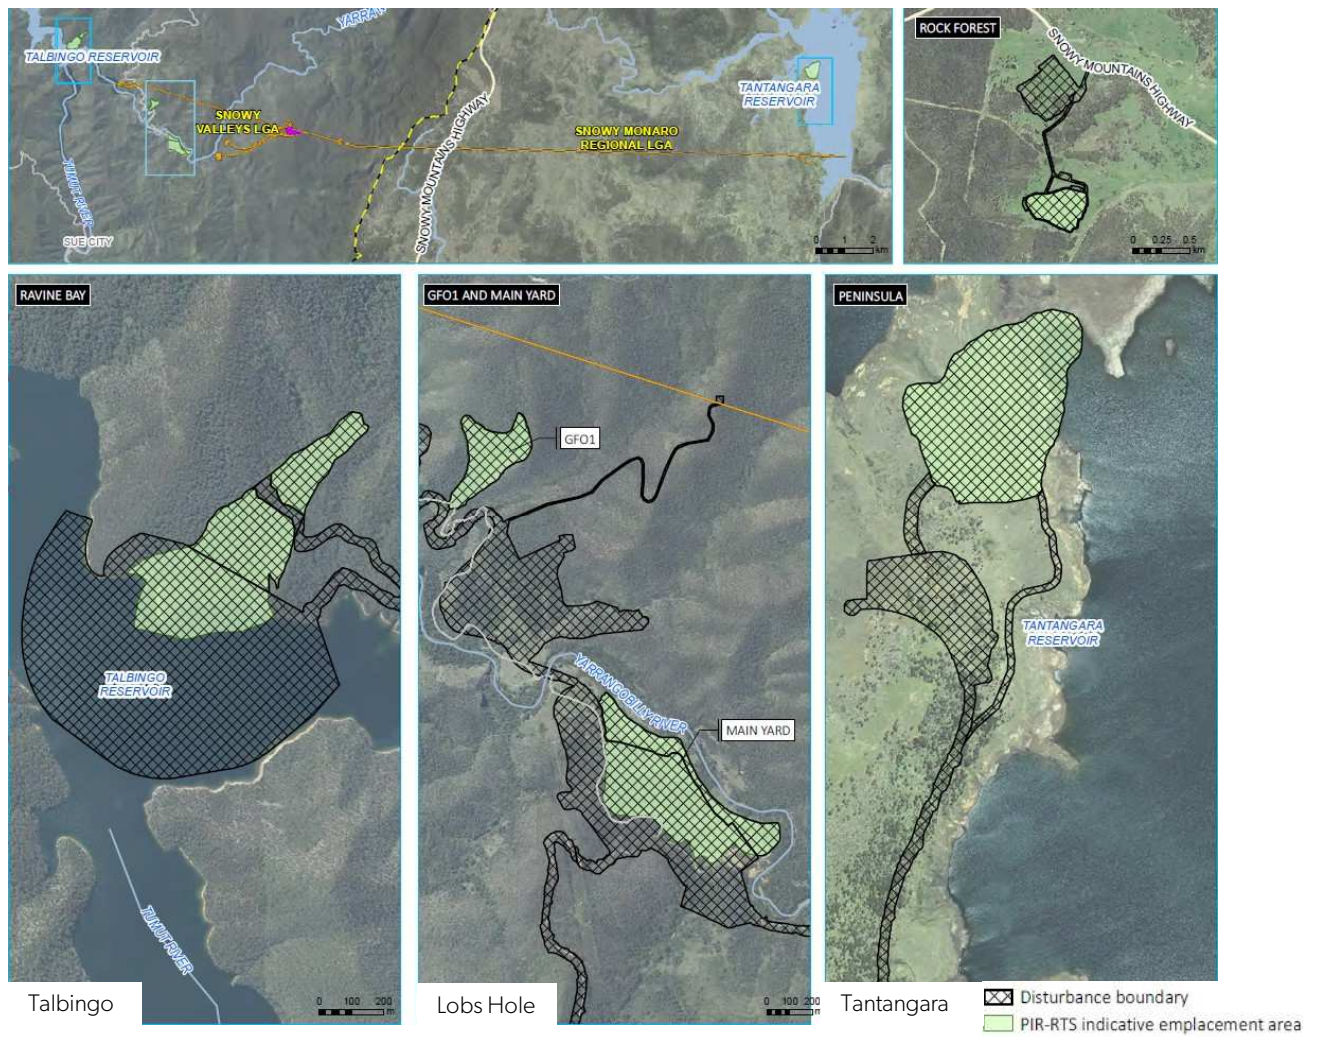 TALBINGO RESERVOIR
YARRA
SNOWY
VALLEYS LGA
TUMUT RIVER
SUE CITY
SNOWY MOUNTAINS HIGHWAY
SNOWY MONARO
REGIONAL LGA
TANTANGARA
RESERVOIR
0 1 2
km
ROCK FOREST
SNOWY MOUNTAINS HIGHWAY
0 0.25 0.5
km
RAVINE BAY
TALBINGO
RESERVOIR
TUMUT RIVER
Talbingo
0 100 200
m
GFO1 AND MAIN YARD
GFO1
YARRANGOBILLY RIVER
MAIN YARD
Lobs Hole
0 100 200
m
PENINSULA
TANTANGARA
RESERVOIR
Tantangara
Disturbance boundary
PIR-RTS indicative emplacement area